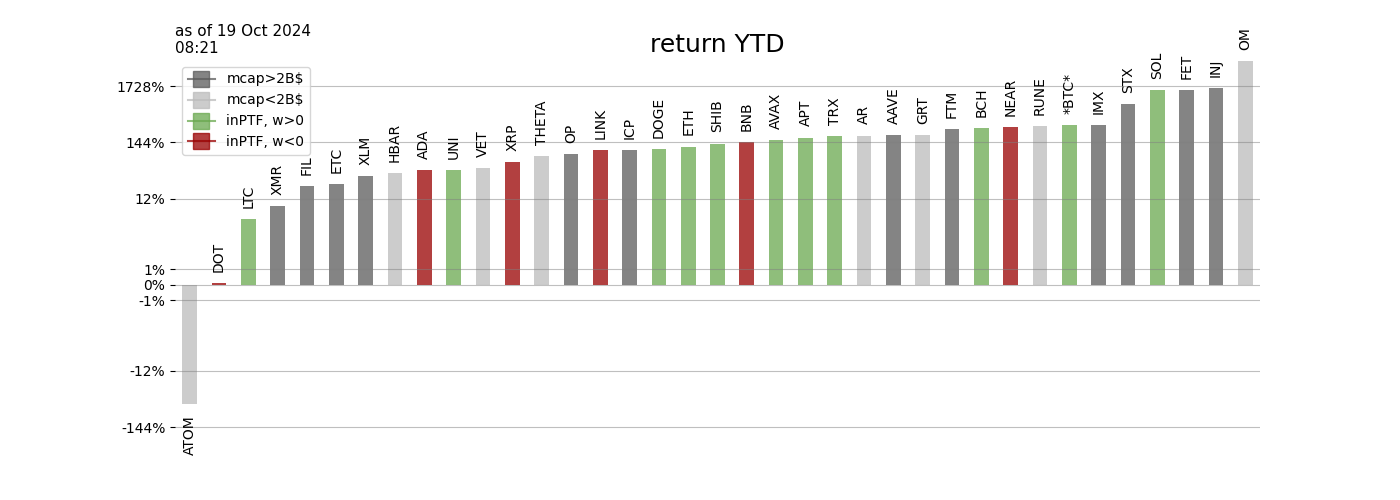 as of 19 Oct 2024
08:21
return YTD
mcap>2B$
mcap<2B$
inPTF, w>0
inPTF, w<0
1728%
144%
12%
1%
0%
-1%
-12%
-144%
ATOM
DOT
LTC
XMR
FIL
ETC
XLM
HBAR
ADA
UNI
VET
XRP
THETA
OP
LINK
ICP
DOGE
ETH
SHIB
BNB
AVAX
APT
TRX
AR
AAVE
GRT
FTM
BCH
NEAR
RUNE
*BTC*
IMX
STX
SOL
FET
INJ
OM